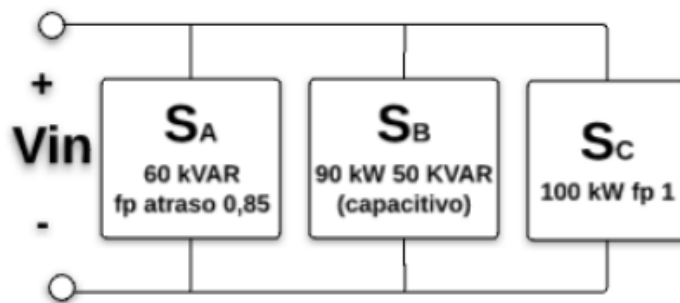 +
Vin
-
SA
60 kVAR
fp atraso 0,85
SB
90 kW 50 KVAR
(capacitivo)
SC
100 kW fp 1